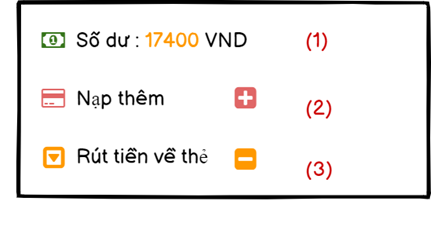 Số dư : 17400 VND (1)
Nạp thêm (2)
Rút tiền về thẻ (3)